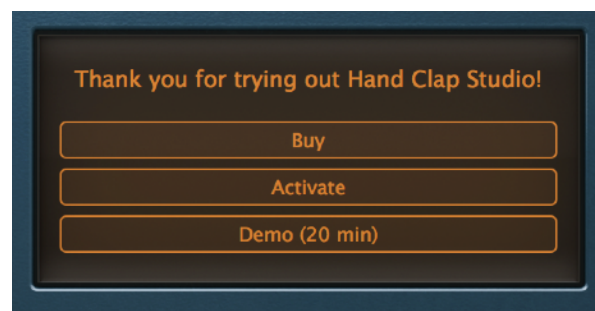 Thank you for trying out Hand Clap Studio!
Buy
Activate
Demo (20 min)